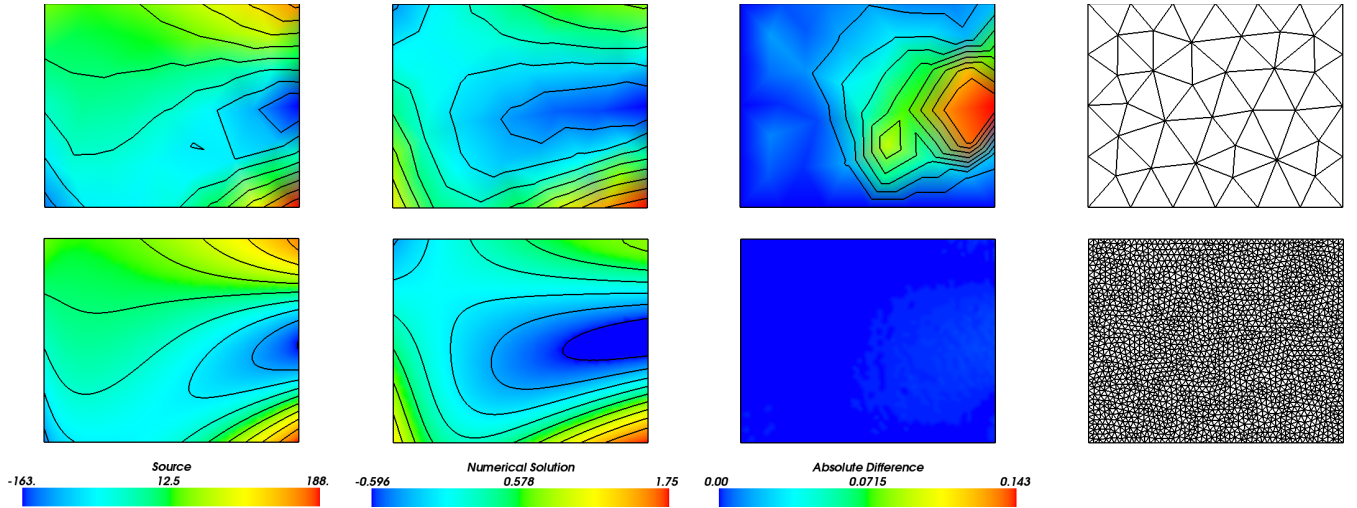 Source
-163. 12.5 188.
Numerical Solution
-0.596 0.578 1.75
Absolute Difference
0.00 0.0715 0.143